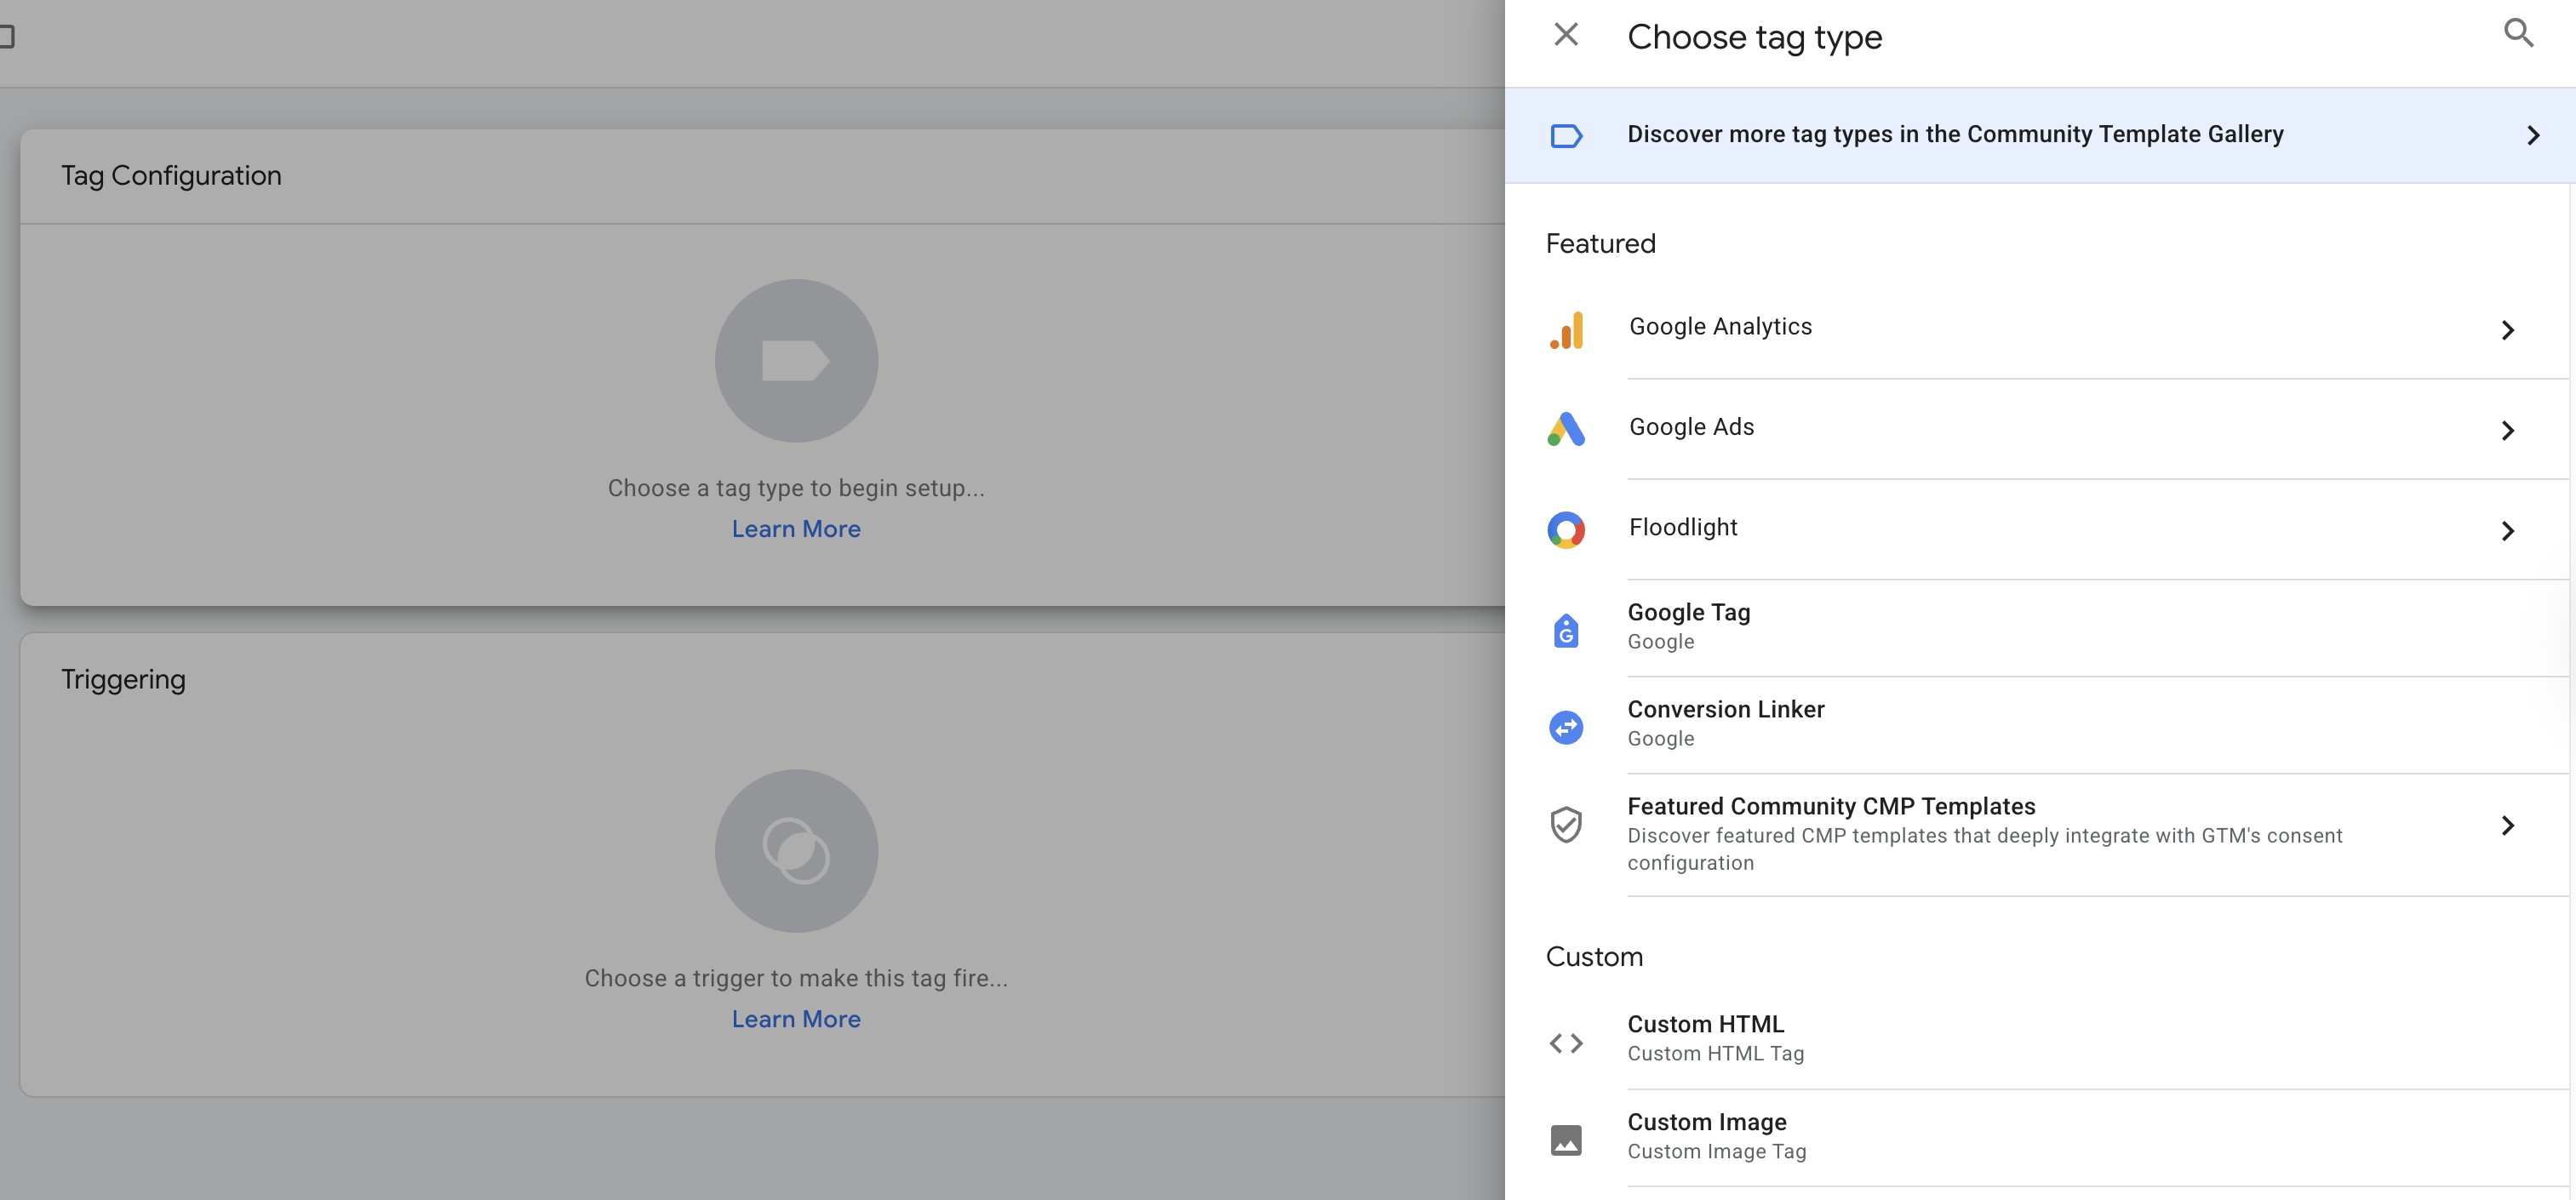 Choose tag type
Discover more tag types in the Community Template Gallery
Tag Configuration
Choose a tag type to begin setup...
Learn More
Triggering
Choose a trigger to make this tag fire...
Learn More
Featured
Google Analytics
Google Ads
Floodlight
G
Google Tag
Google
Conversion Linker
Google
Featured Community CMP Templates
Discover featured CMP templates that deeply integrate with GTM's consent
configuration
Custom
Custom HTML
Custom HTML Tag
Custom Image
Custom Image Tag